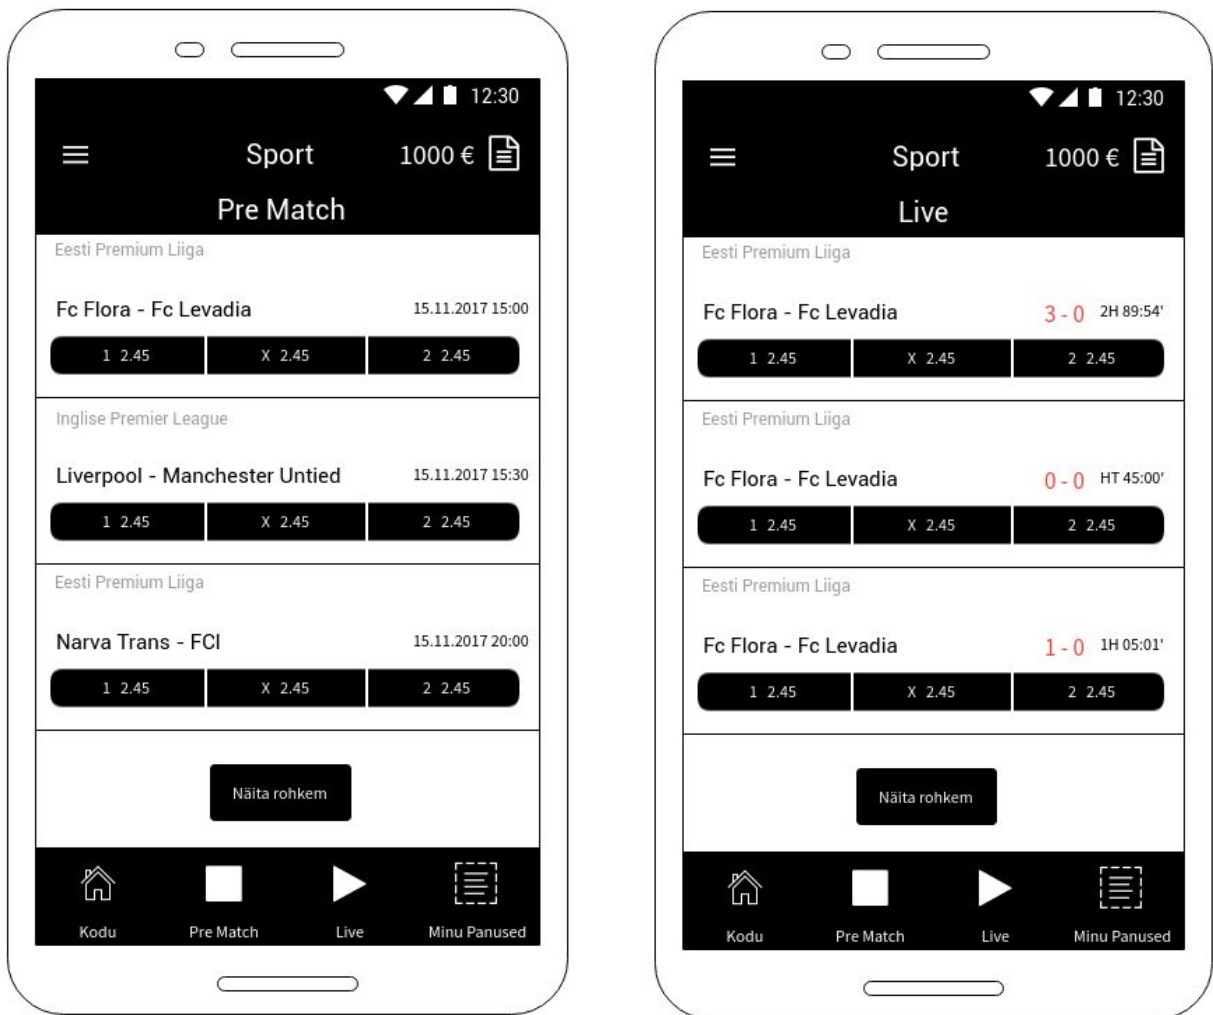 12:30
Sport 1000 €
Pre Match
Eesti Premium Liiga
Fc Flora - Fc Levadia 15.11.2017 15:00
1 2.45 X 2.45 2 2.45
Inglise Premier League
Liverpool - Manchester Untied 15.11.2017 15:30
1 2.45 X 2.45 2 2.45
Eesti Premium Liiga
Narva Trans - FCI 15.11.2017 20:00
1 2.45 X 2.45 2 2.45
Näita rohkem
Kodu Pre Match Live Minu Panused
12:30
Sport 1000 €
Live
Eesti Premium Liiga
Fc Flora - Fc Levadia 3 - 0 2H 89:54'
1 2.45 X 2.45 2 2.45
Eesti Premium Liiga
Fc Flora - Fc Levadia 0 - 0 HT 45:00'
1 2.45 X 2.45 2 2.45
Eesti Premium Liiga
Fc Flora - Fc Levadia 1 - 0 1H 05:01'
1 2.45 X 2.45 2 2.45
Näita rohkem
Kodu Pre Match Live Minu Panused